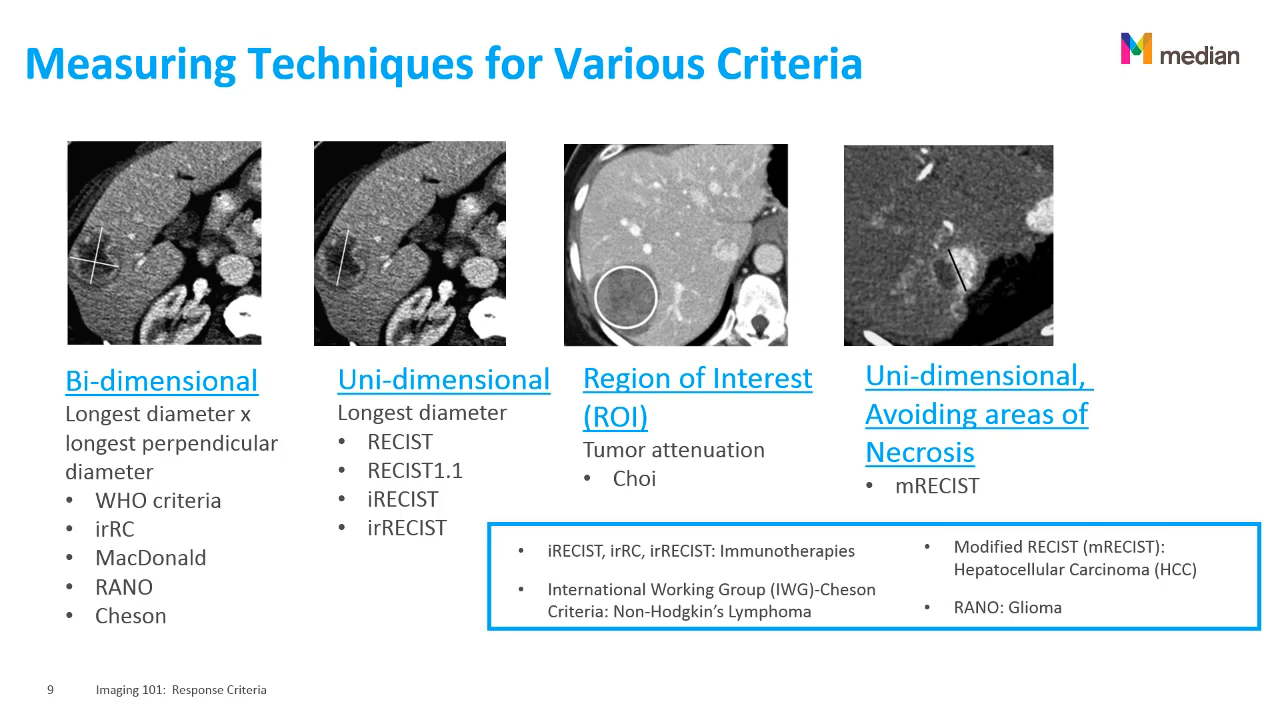 Measuring Techniques for Various Criteria
median
Bi-dimensional
Longest diameter x
longest perpendicular
diameter
• WHO criteria
• irRC
• MacDonald
• RANO
• Cheson
Uni-dimensional
Longest diameter
• RECIST
• RECIST1.1
• iRECIST
• irRECIST
Region of Interest
(ROI)
Tumor attenuation
• Choi
Uni-dimensional,
Avoiding areas of
Necrosis
• mRECIST
• iRECIST, irRC, irRECIST: Immunotherapies
• International Working Group (IWG)-Cheson
Criteria: Non-Hodgkin’s Lymphoma
• Modified RECIST (mRECIST):
Hepatocellular Carcinoma (HCC)
• RANO: Glioma
9 Imaging 101: Response Criteria